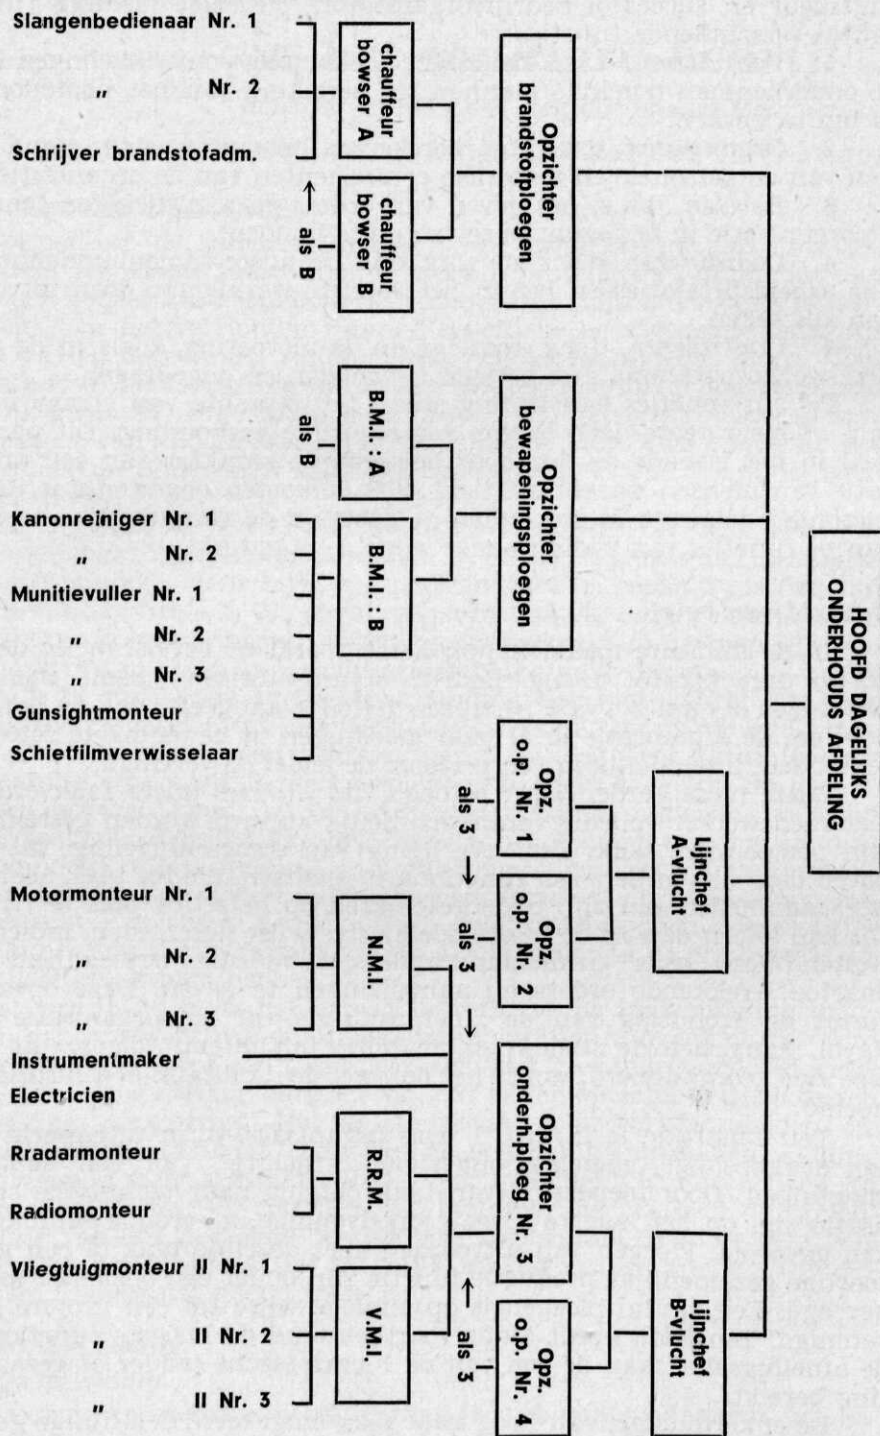 HOOFD DAGELIJKS
ONDERHOUDS AFDELING
Opzichter
brandstofploegen
Opzichter
bewapeningsploegen
Lijnchef
A-vlucht
Lijnchef
B-vlucht
chauffeur
bowser A
chauffeur
bowser B
als B
B.M.I. : A
als B
B.M.I. : B
Opz.
o.p. Nr. 1
als 3
Opz.
o.p Nr. 2
als 3
Opzichter
onderh.ploeg Nr. 3
Opz.
o.p. Nr. 4
als 3
N.M.I.
R.R.M.
V.M.I.
Slangenbedienaar Nr. 1
„ Nr. 2
Schrijver brandstofadm.
Kanonreiniger Nr.
„ Nr. 2
Munitievuller Nr. 1
„ Nr. 2
„ Nr. 3
Gunsightmonteur
Schietfilmverwisselaar
Motormonteur Nr. 1
„ Nr. 2
„ Nr. 3
Instrumentmaker
Electricien
Rradarmonteur
Radiomonteur
Vliegtuigmonteur II Nr. 1
„ II Nr. 2
„ II Nr. 3